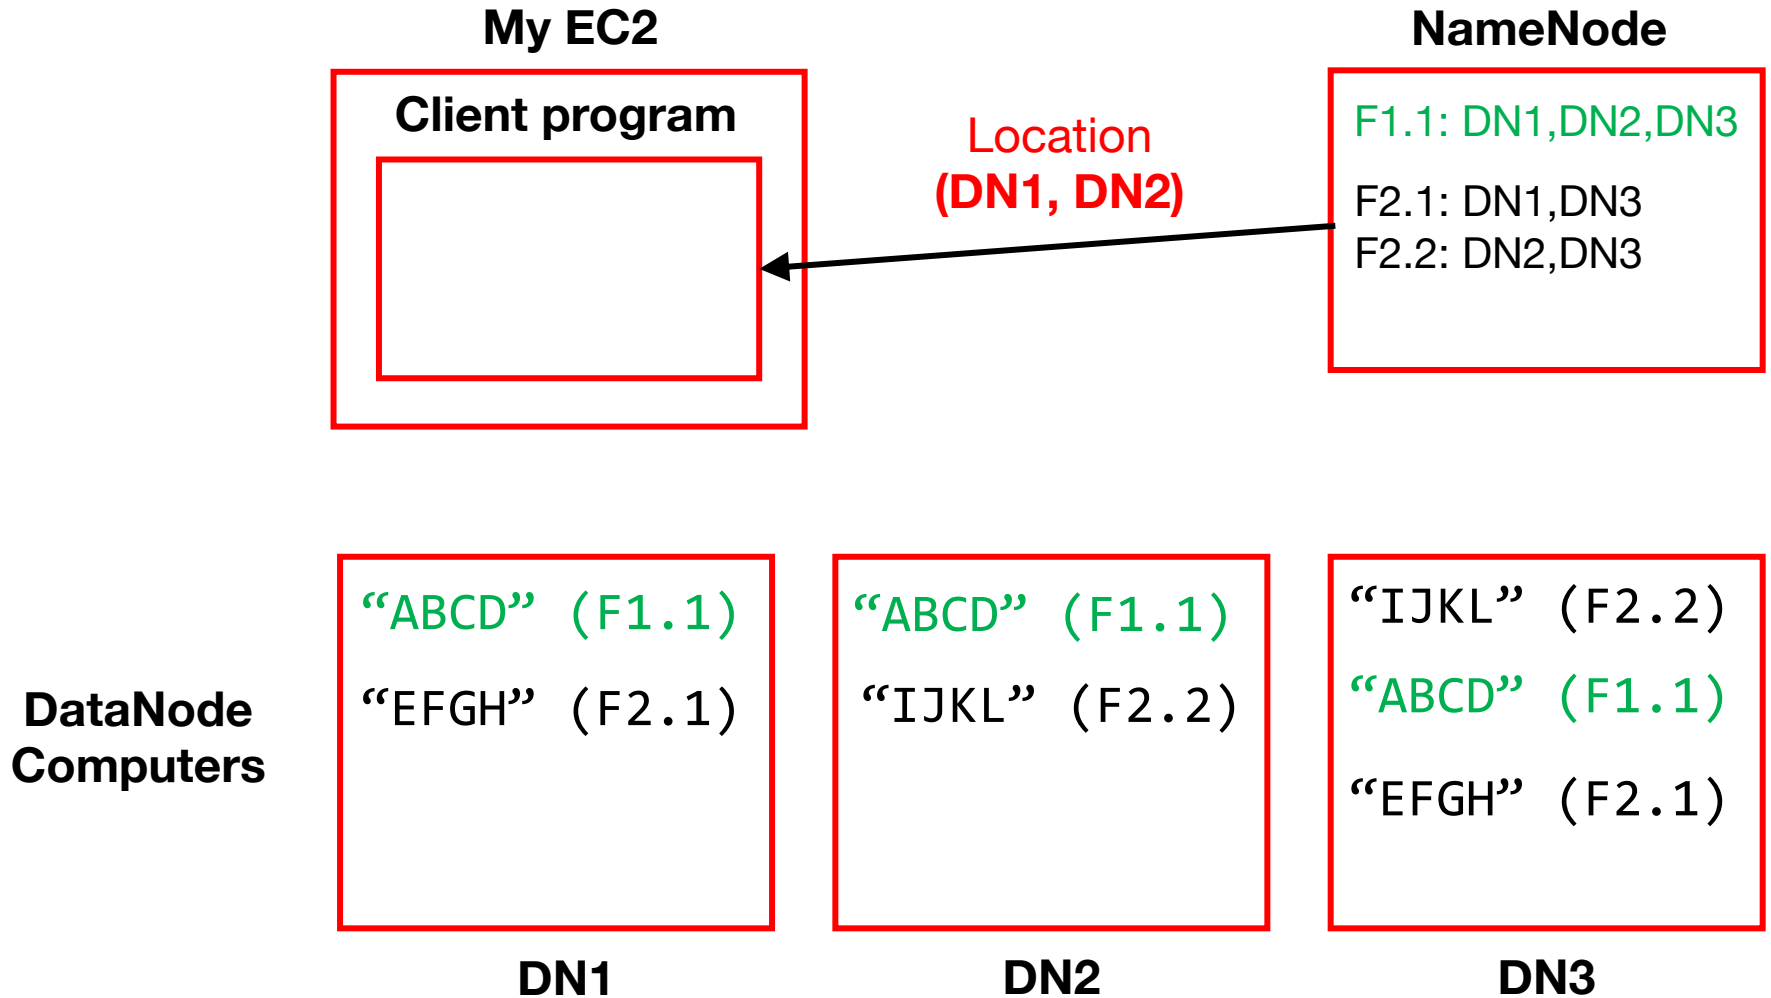 My EC2
Client program
Location
(DN1, DN2)
NameNode
F1.1: DN1,DN2,DN3
F2.1: DN1,DN3
F2.2: DN2,DN3
DataNode
Computers
“ABCD” (F1.1)
“EFGH” (F2.1)
DN1
“ABCD” (F1.1)
“IJKL” (F2.2)
DN2
“IJKL” (F2.2)
“ABCD” (F1.1)
“EFGH” (F2.1)
DN3